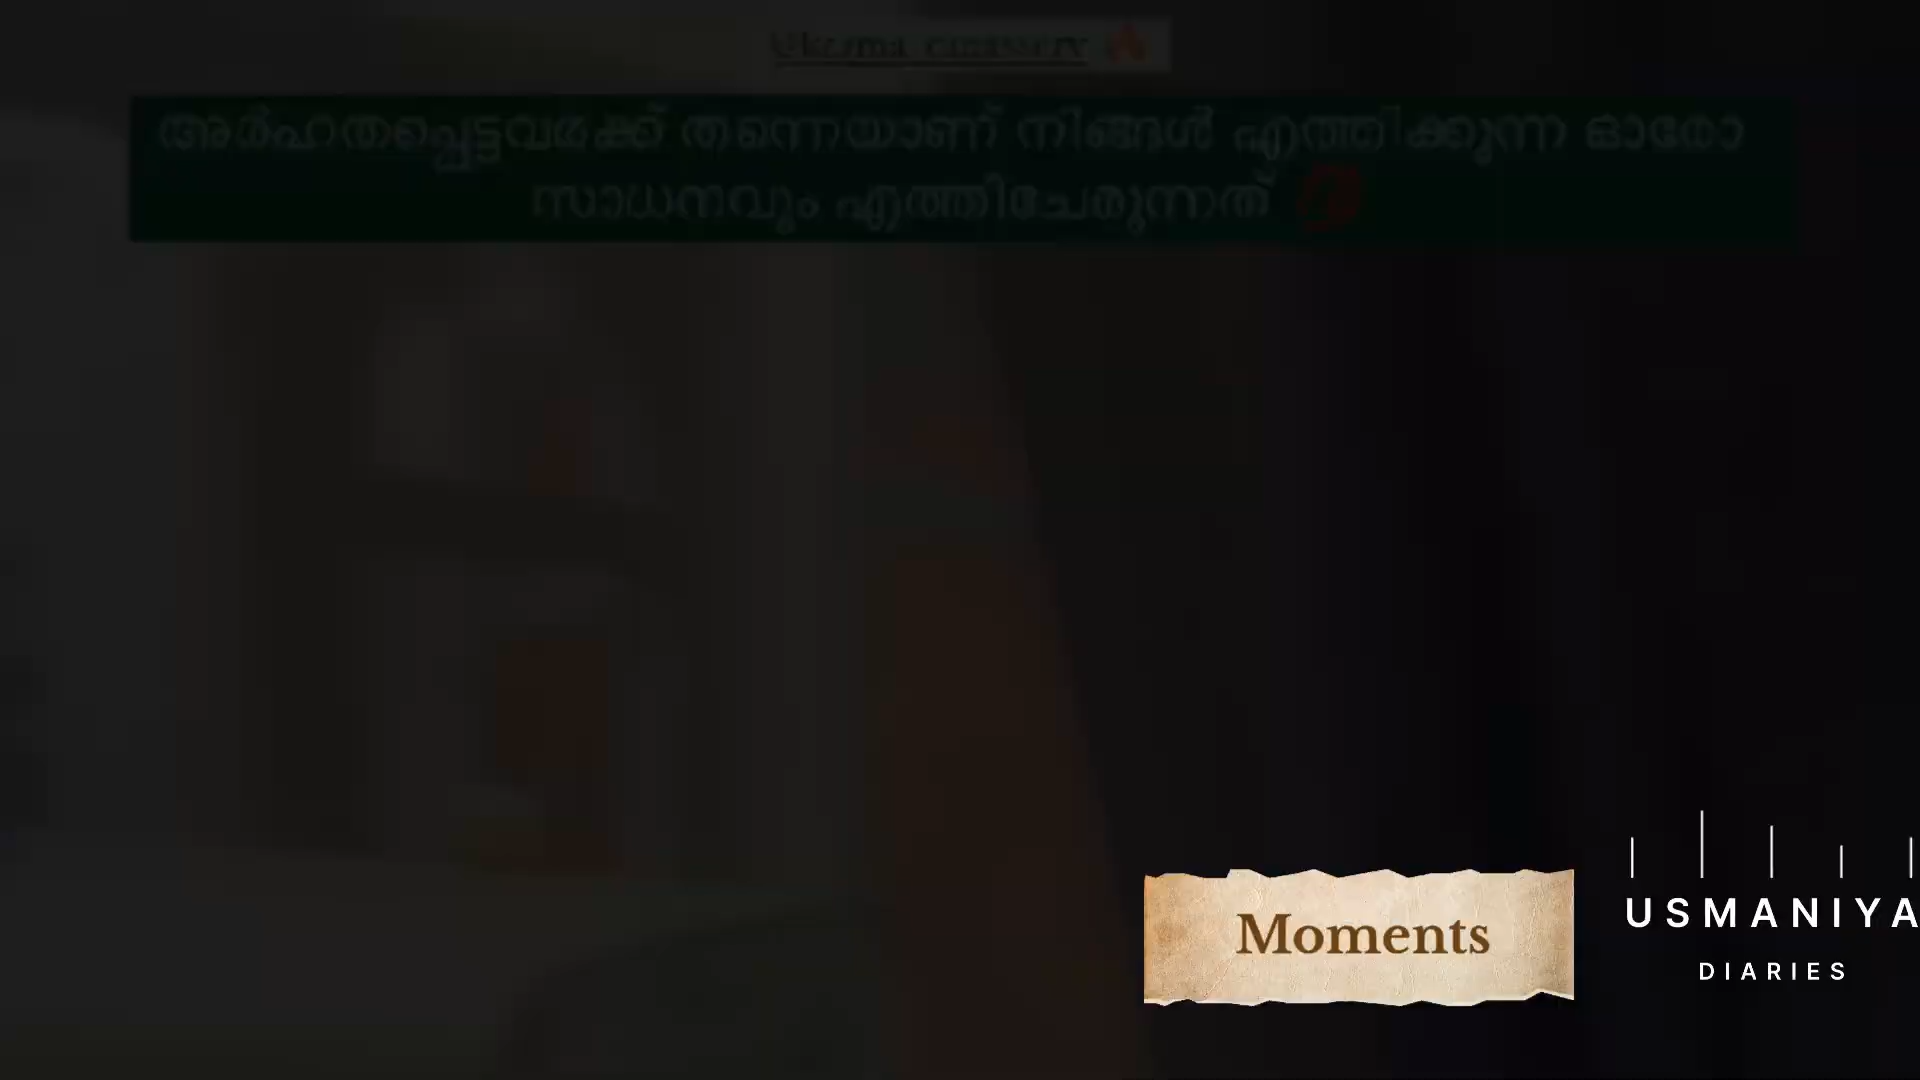 അർഹതപ്പെട്ടവർക്ക് തന്നെയാണ് നിങ്ങൾ എത്തിക്കുന്ന ഓരോ
സാധനവും എത്തിചേരുന്നത്
Moments
USMANIYA
DIARIES